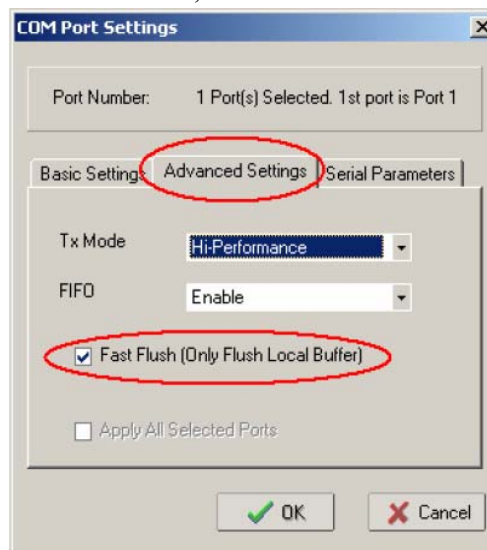 COM Port Settings
Port Number: 1 Port(s) Selected. 1st port is Port 1
Basic Settings Advanced Settings Serial Parameters
Tx Mode Hi-Performance
FIFO Enable
Fast Flush (Only Flush Local Buffer)
Apply All Selected Ports
OK Cancel